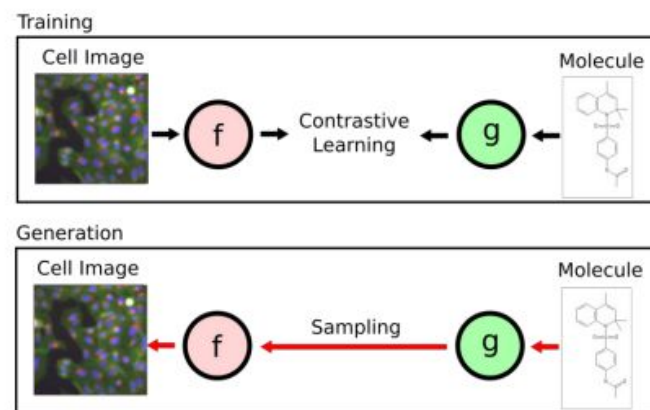 Training
Cell Image
Molecule
f
Contrastive
Learning
g
Generation
Cell Image
Molecule
f
Sampling
g